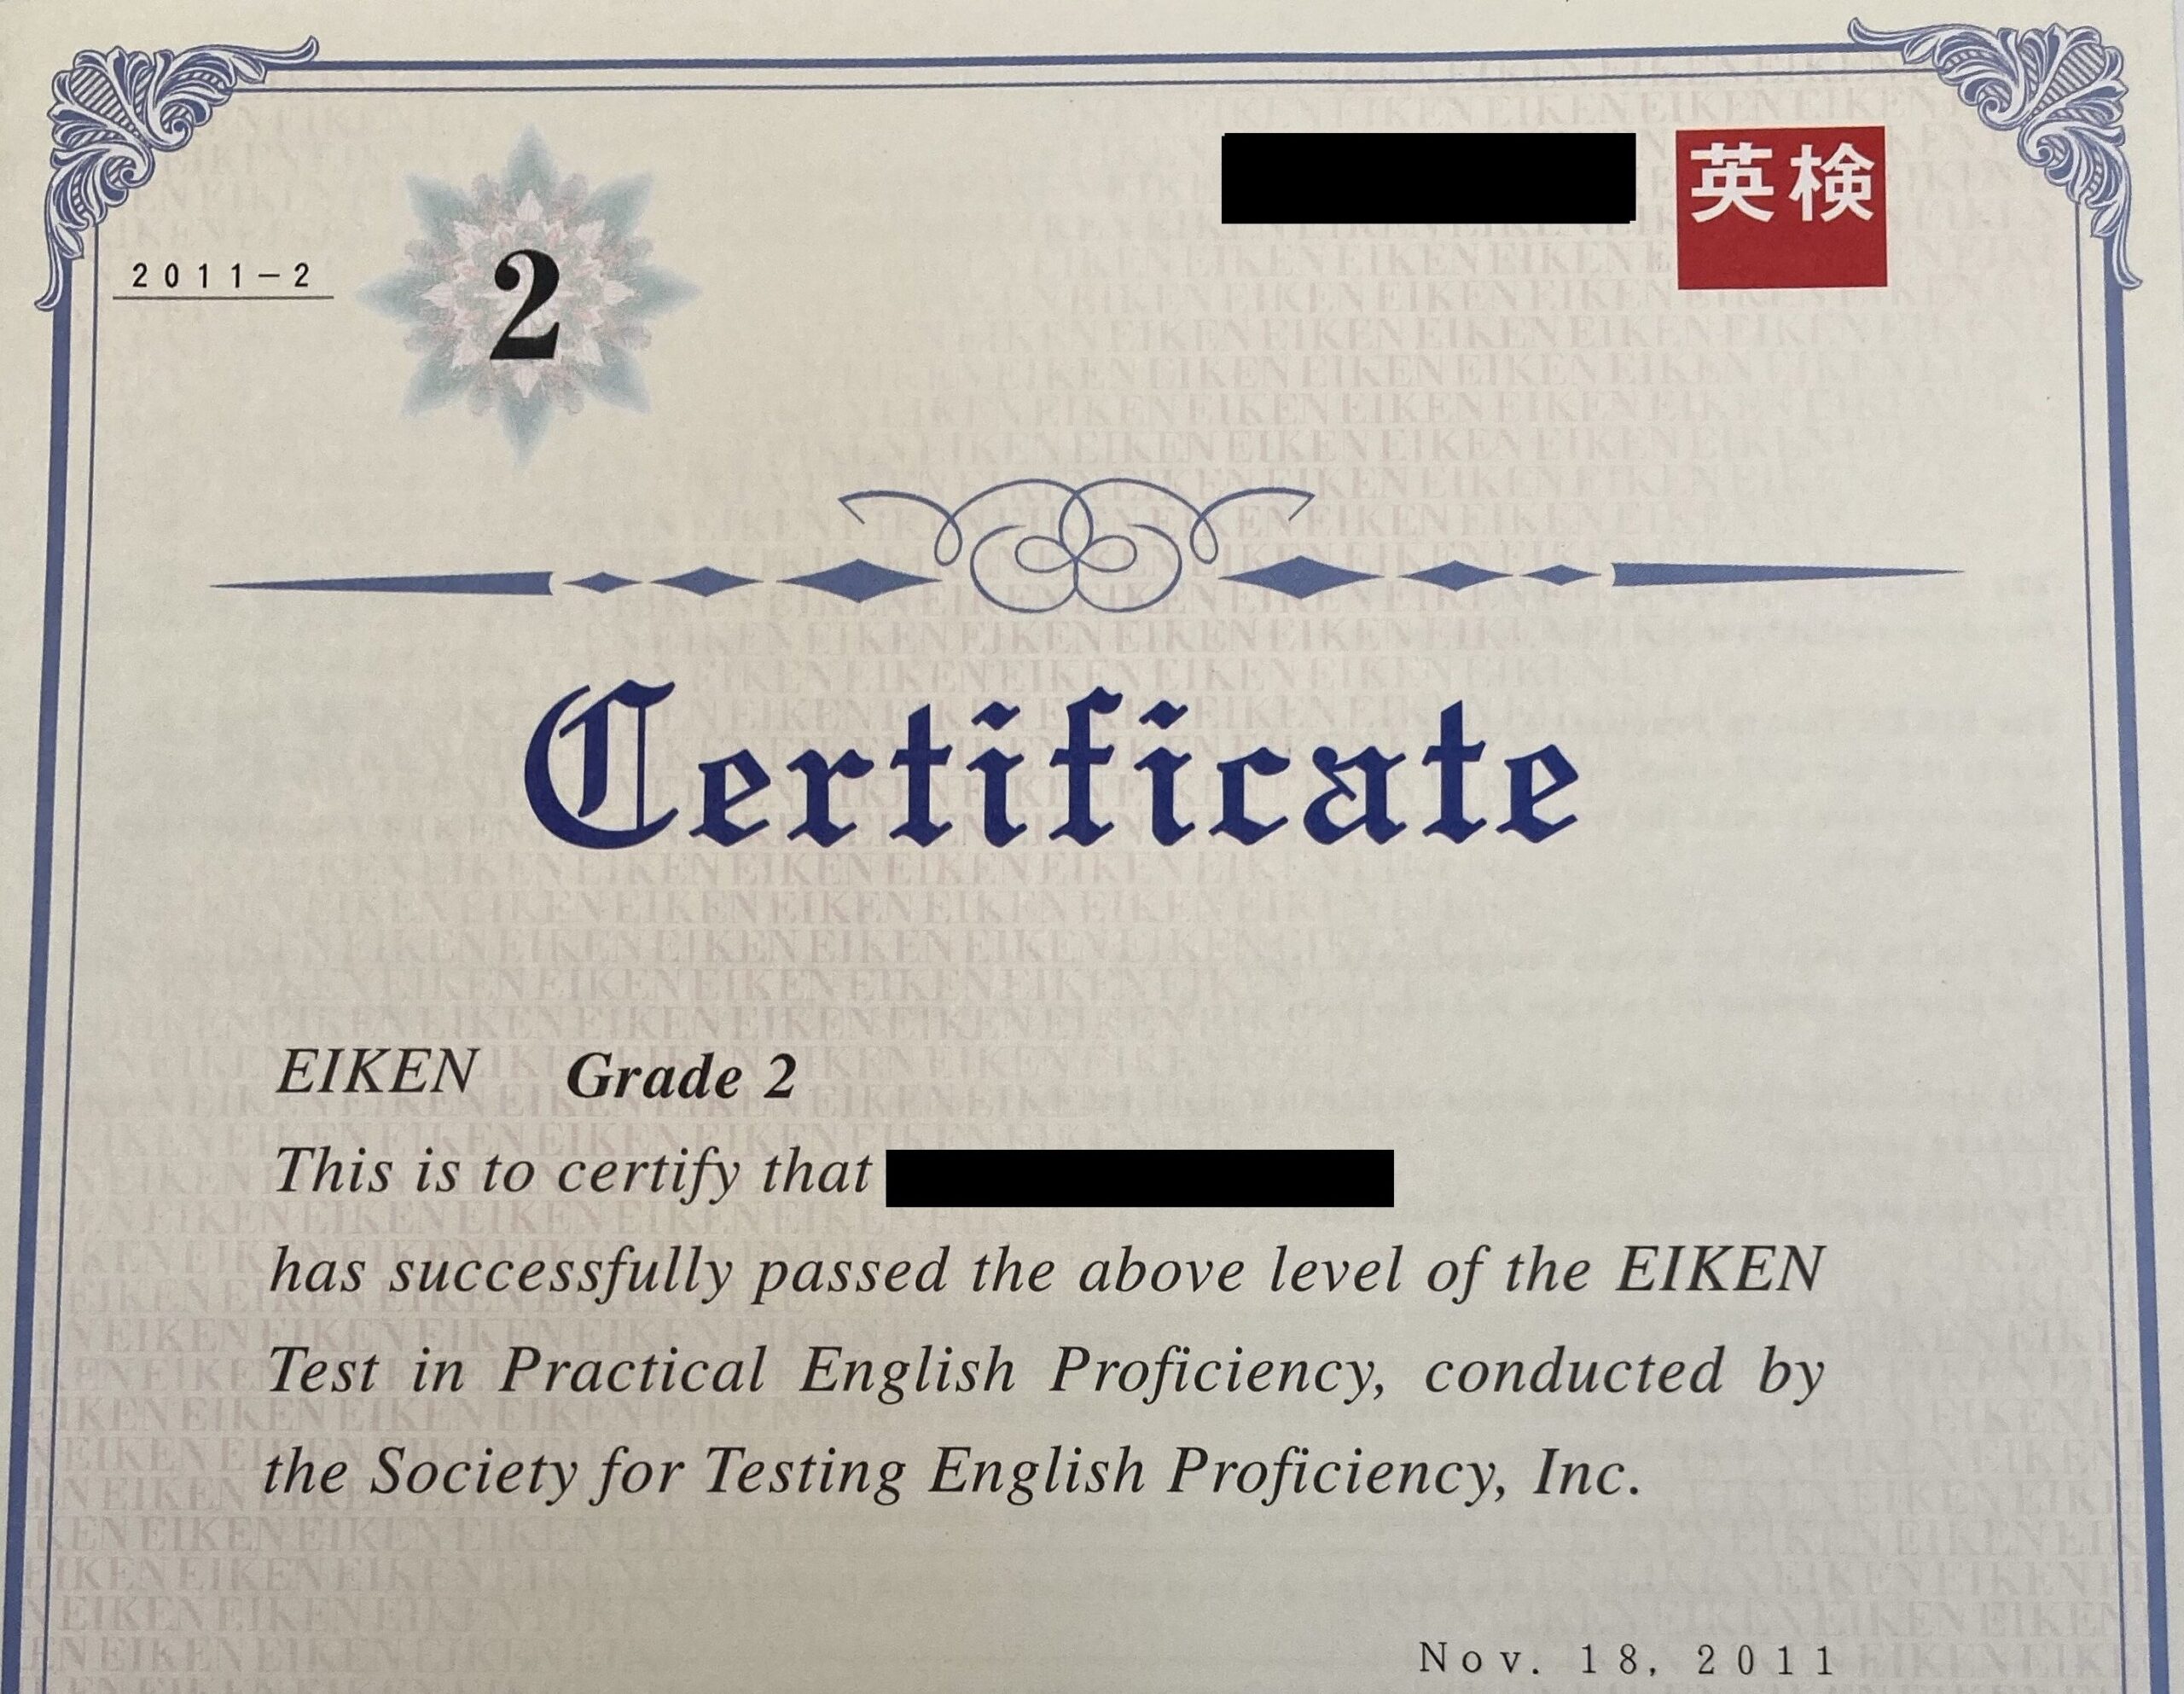 英検
2011-2
2
Certificate
EIKEN Grade 2
This is to certify that
has successfully passed the above level of the EIKEN
Test in Practical English Proficiency, conducted by
the Society for Testing English Proficiency, Inc.
Nov. 18, 2011